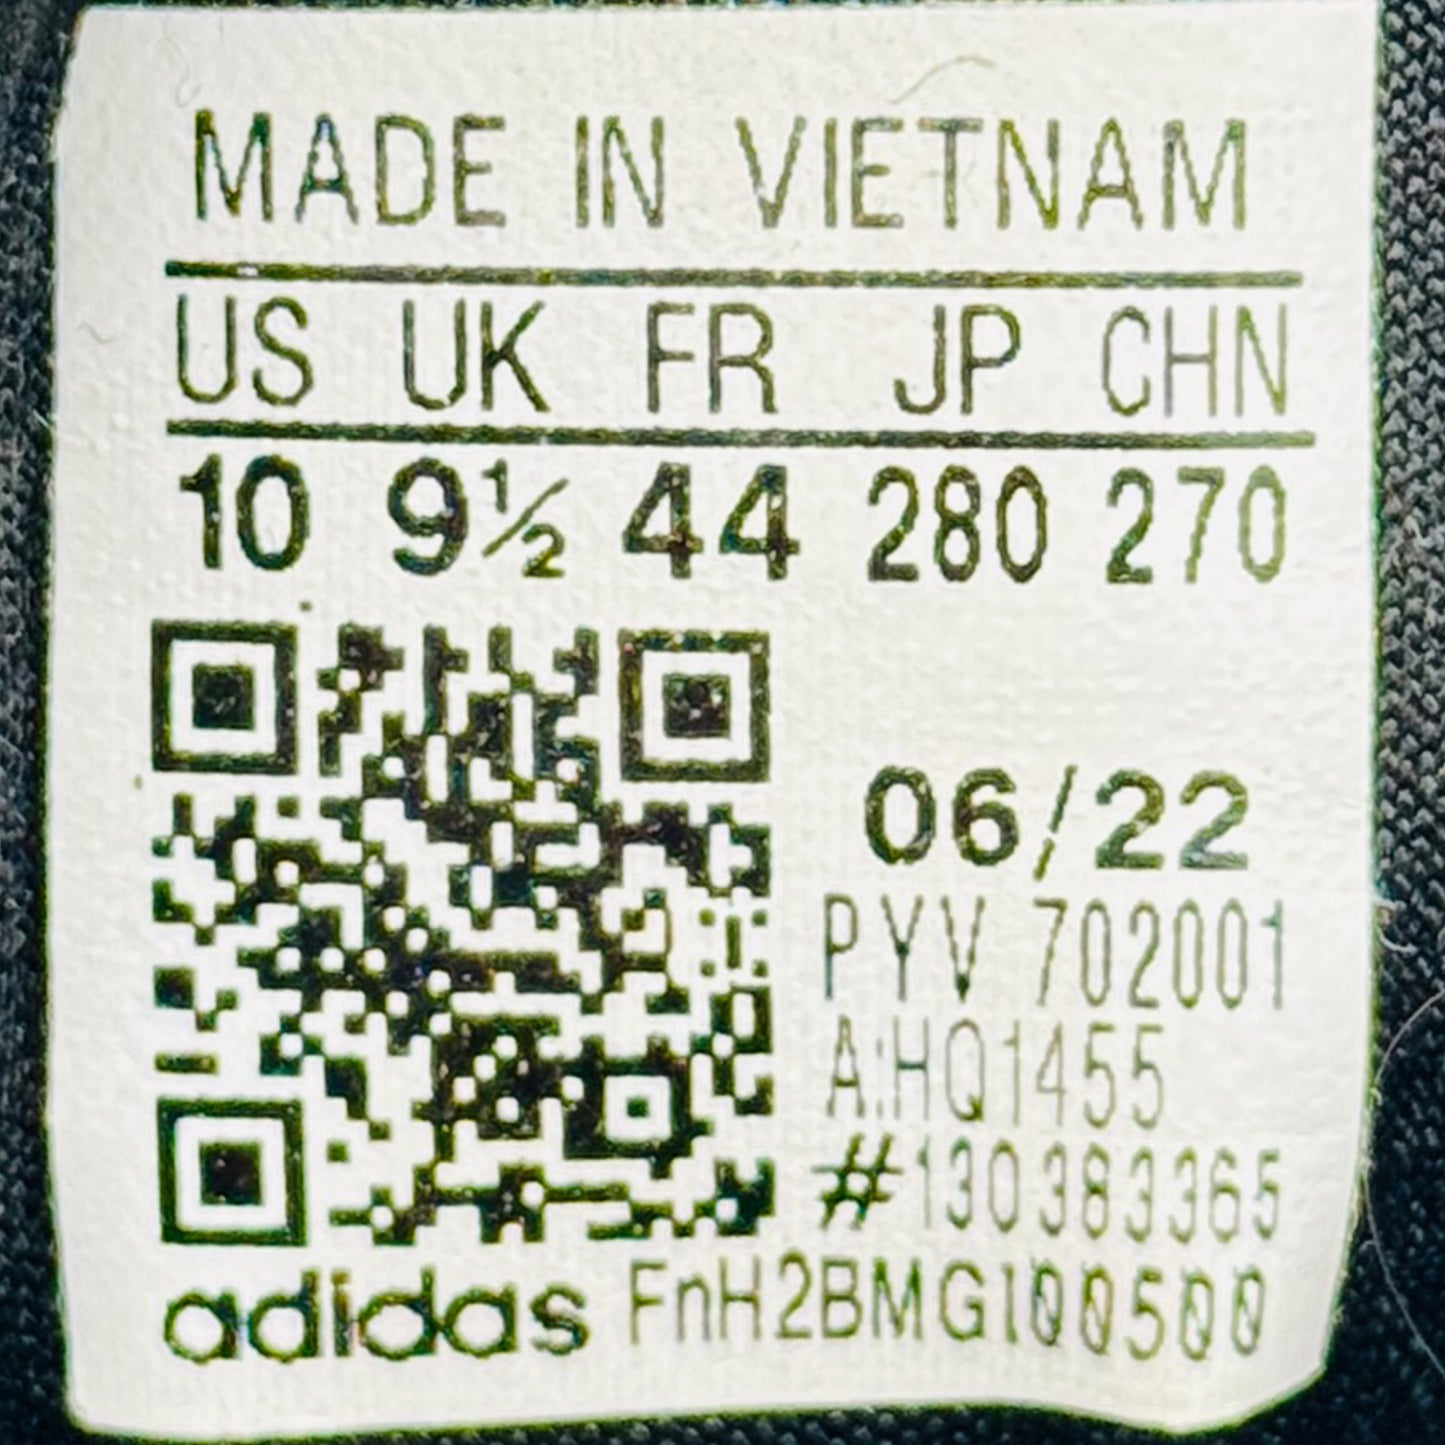 MADE IN VIETNAM
US UK FR JP CHN
10 9½ 44 280 270
06/22
PYV 702001
A:HQ1455
#130383365
adidas FnH2BMGI00500